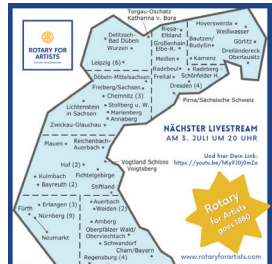 ROTARY FOR
ARTISTS
Torgau-Oschatz
Katharina v. Bora
Delitzsch-
Bad Düben
Wurzen
Leipzig (6)
Riesa-
Elbland
Großenhain
Elbe-R.
Meißen
Radebeul
Freital
Hoyerswerda
Weißwasser
Bautzen/
Budyšin
Görlitz
Dreiländereck
Oberlausitz
Kamenz
Radeberg-
Schönfelder H.
Dresden (4)
Döbeln-Mittelsachsen
Freiberg/Sachsen
Chemnitz (3)
Stollberg u. W.
Marienberg
Annaberg
Lichtenstein
in Sachsen
Zwickau-Glauchau
Pirna/Sächsische Schweiz
Plauen
Reichenbach-
Auerbach
Vogtland Schloss
Voigtsberg
Hof (2)
Fichtelgebirge
Kulmbach
Bayreuth (2)
Stiftland
Auerbach
Weiden (2)
Erlangen (3)
Fürth
Nürnberg (9)
Neumarkt
Amberg
Oberpfälzer Wald/
Oberviechtach
Schwandorf
Cham/Bayern
Regensburg (4)
NÄCHSTER LIVESTREAM
AM 3. JULI UM 20 UHR
Und hier Dein Link:
Rotary
for Artists
goes 1880
www.rotaryforartists.com